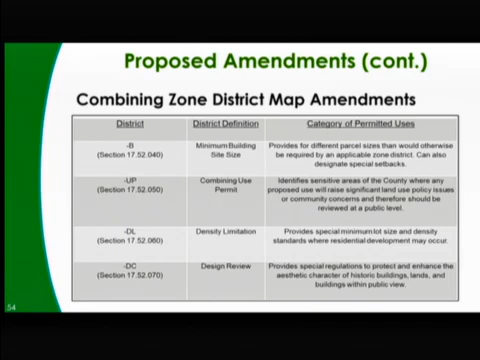 Proposed Amendments (cont.)
Combining Zone District Map Amendments
District District Definition Category of Permitted Uses
-B
(Section 17.52.040)
Minimum Building
Site Size
Provides for different parcel sizes than would otherwise
be required by an applicable zone district. Can also
designate special setbacks.
-UP
(Section 17.52.050)
Combining Use
Permit
Identifies sensitive areas of the County where any
proposed use will raise significant land use policy issues
or community concerns and therefore should be
reviewed at a public level.
-DL
(Section 17.52.060)
Density Limitation
Provides special minimum lot size and density
standards where residential development may occur.
-DC
(Section 17.52.070)
Design Review
Provides special regulations to protect and enhance the
aesthetic character of historic buildings, lands, and
buildings within public view.
54